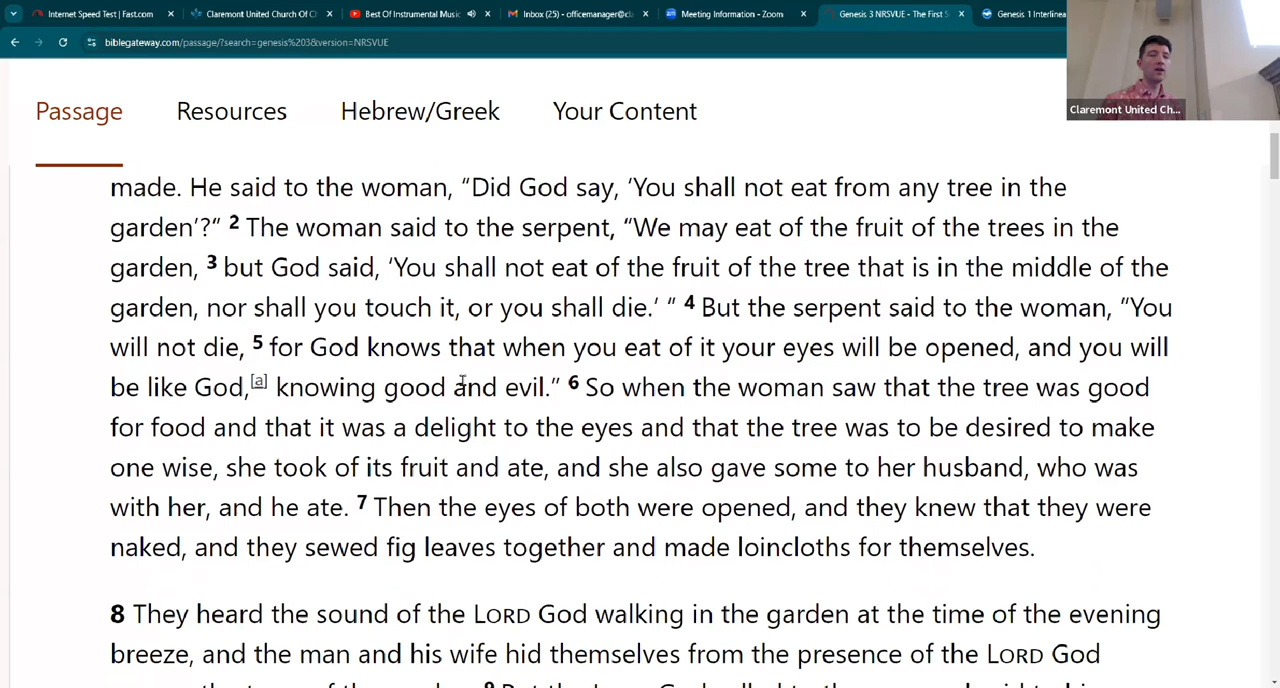 Internet Speed Test | Fast.com
Claremont United Church Of C
Best Of Instrumental Music
Inbox (25) - officemanager@cl
Meeting Information - Zoom
Genesis 3 NRSVUE - The First S
Genesis 1 Interlinea
biblegateway.com/passage/?search=genesis%203&version=NRSVUE
Claremont United Ch...
Passage
Resources
Hebrew/Greek
Your Content
made. He said to the woman, “Did God say, ‘You shall not eat from any tree in the
garden’?” 2 The woman said to the serpent, “We may eat of the fruit of the trees in the
garden, 3 but God said, ‘You shall not eat of the fruit of the tree that is in the middle of the
garden, nor shall you touch it, or you shall die.’ ” 4 But the serpent said to the woman, “You
will not die, 5 for God knows that when you eat of it your eyes will be opened, and you will
be like God,[a] knowing good and evil.” 6 So when the woman saw that the tree was good
for food and that it was a delight to the eyes and that the tree was to be desired to make
one wise, she took of its fruit and ate, and she also gave some to her husband, who was
with her, and he ate. 7 Then the eyes of both were opened, and they knew that they were
naked, and they sewed fig leaves together and made loincloths for themselves.
8 They heard the sound of the LORD God walking in the garden at the time of the evening
breeze, and the man and his wife hid themselves from the presence of the LORD God